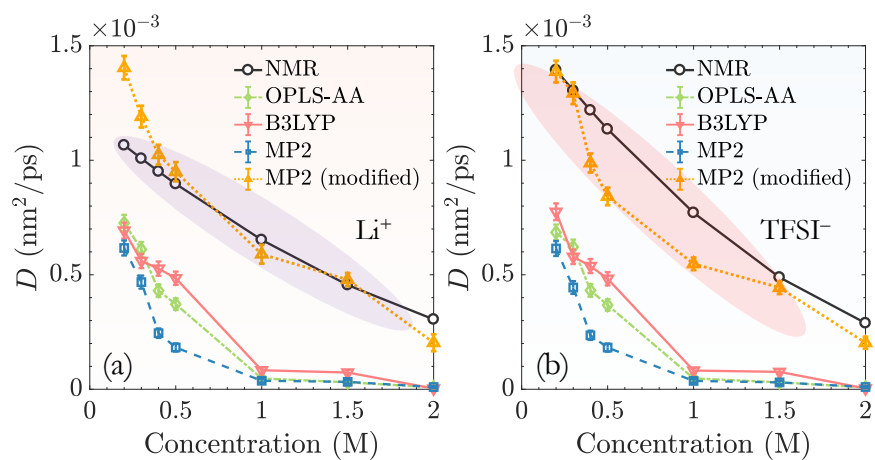 ×10⁻³
1.5
1
0.5
0
D (nm²/ps)
NMR
OPLS-AA
B3LYP
MP2
MP2 (modified)
Li⁺
(a)
0 0.5 1 1.5 2
Concentration (M)
×10⁻³
1.5
1
0.5
0
D (nm²/ps)
NMR
OPLS-AA
B3LYP
MP2
MP2 (modified)
TFSI⁻
(b)
0 0.5 1 1.5 2
Concentration (M)